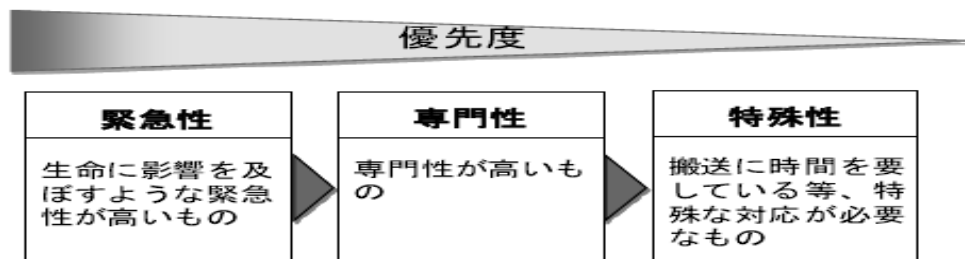 優先度
緊急性
生命に影響を及
ぼすような緊急
性が高いもの
専門性
専門性が高いも
の
特殊性
搬送に時間を要
している等、特
殊な対応が必要
なもの